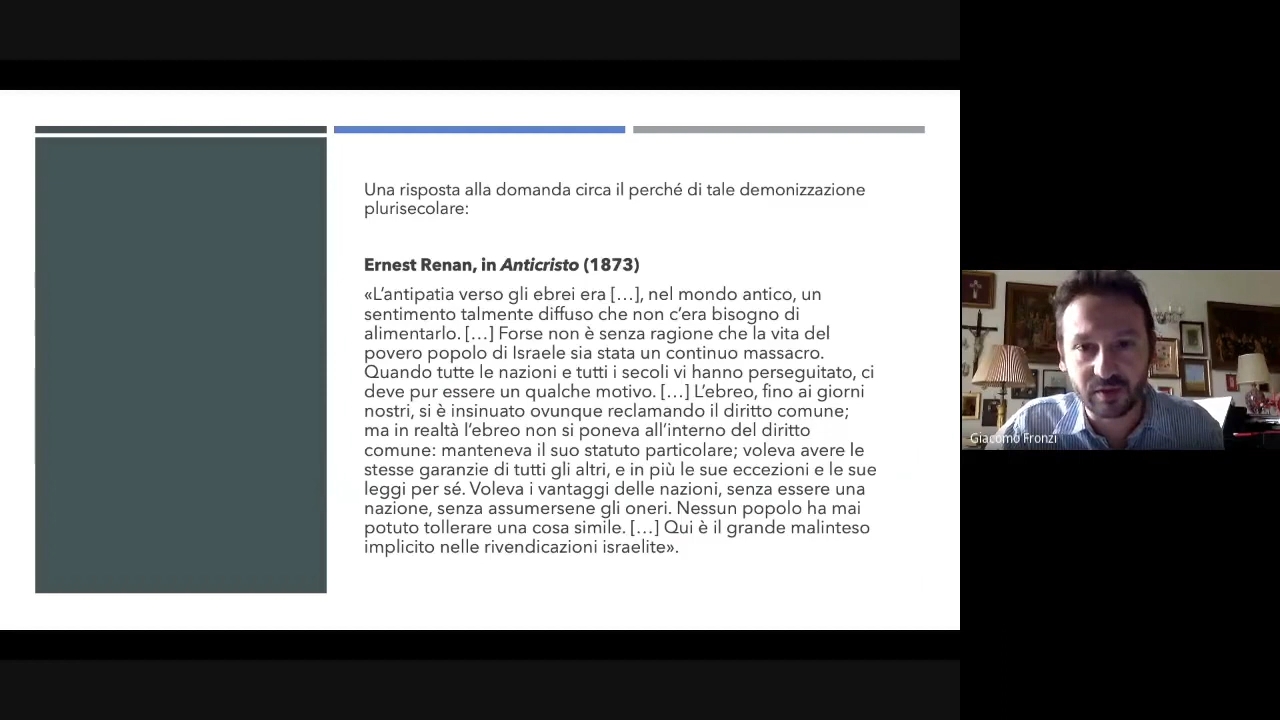 Una risposta alla domanda circa il perché di tale demonizzazione
plurisecolare:
Ernest Renan, in Anticristo (1873)
«L’antipatia verso gli ebrei era […], nel mondo antico, un
sentimento talmente diffuso che non c’era bisogno di
alimentarlo. […] Forse non è senza ragione che la vita del
povero popolo di Israele sia stata un continuo massacro.
Quando tutte le nazioni e tutti i secoli vi hanno perseguitato, ci
deve pur essere un qualche motivo. […] L’ebreo, fino ai giorni
nostri, si è insinuato ovunque reclamando il diritto comune;
ma in realtà l’ebreo non si poneva all’interno del diritto
comune: manteneva il suo statuto particolare; voleva avere le
stesse garanzie di tutti gli altri, e in più le sue eccezioni e le sue
leggi per sé. Voleva i vantaggi delle nazioni, senza essere una
nazione, senza assumersene gli oneri. Nessun popolo ha mai
potuto tollerare una cosa simile. […] Qui è il grande malinteso
implicito nelle rivendicazioni israelite».
Giacomo Fronzi